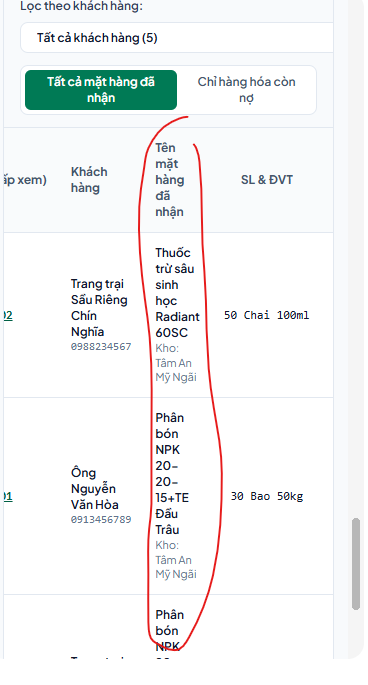 Lọc theo khách hàng:
Tất cả khách hàng (5)
Tất cả mặt hàng đã
nhận
Chỉ hàng hóa còn
nợ
ấp xem)
Khách
hàng
Tên
mặt
hàng
đã
nhận
SL & ĐVT
02
Trang trại
Sầu Riêng
Chín
Nghĩa
0988234567
Thuốc
trừ sâu
sinh
học
Radiant
60SC
Kho:
Tâm An
Mỹ Ngãi
50 Chai 100ml
01
Ông
Nguyễn
Văn Hòa
0913456789
Phân
bón
NPK
20-
20-
15+TE
Đầu
Trâu
Kho:
Tâm An
Mỹ Ngãi
30 Bao 50kg
Phân
bón
NPK